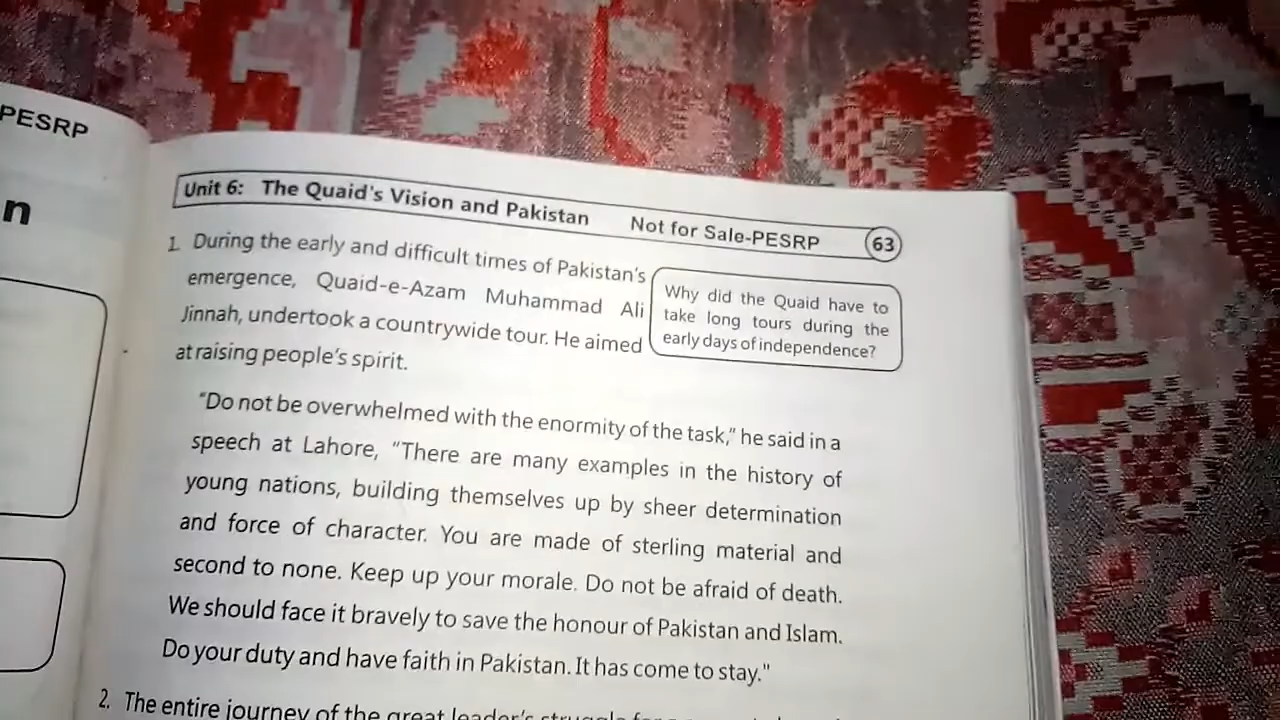 PESRP
n
Unit 6: The Quaid's Vision and Pakistan Not for Sale-PESRP 63
1. During the early and difficult times of Pakistan's
emergence, Quaid-e-Azam Muhammad Ali
Jinnah, undertook a countrywide tour. He aimed
at raising people's spirit.
Why did the Quaid have to
take long tours during the
early days of independence?
"Do not be overwhelmed with the enormity of the task," he said in a
speech at Lahore, "There are many examples in the history of
young nations, building themselves up by sheer determination
and force of character. You are made of sterling material and
second to none. Keep up your morale. Do not be afraid of death.
We should face it bravely to save the honour of Pakistan and Islam.
Do your duty and have faith in Pakistan. It has come to stay."
2. The entire journey of the great leader's struggle for